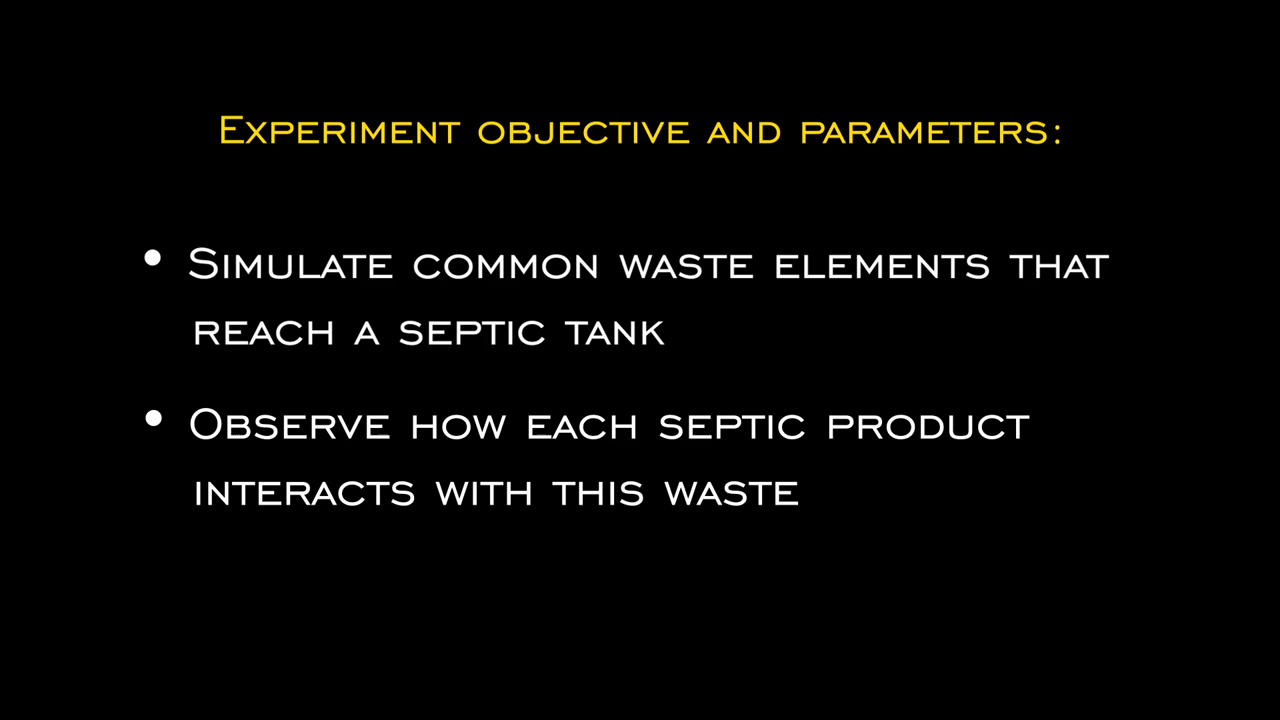 Experiment objective and parameters:
• Simulate common waste elements that
reach a septic tank
• Observe how each septic product
interacts with this waste